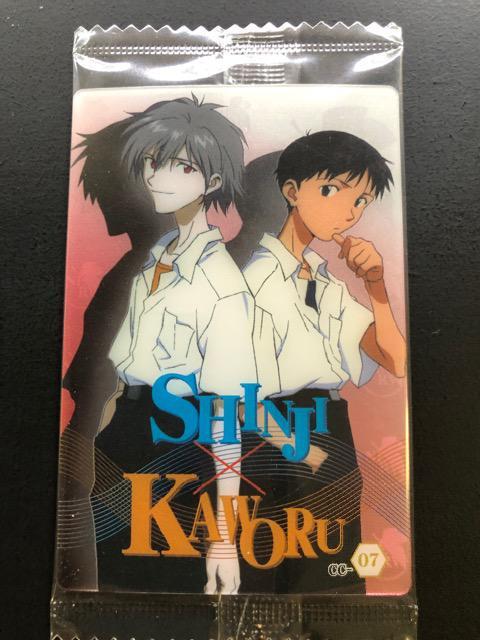 SHINJI
×
KAWORU
CC-07